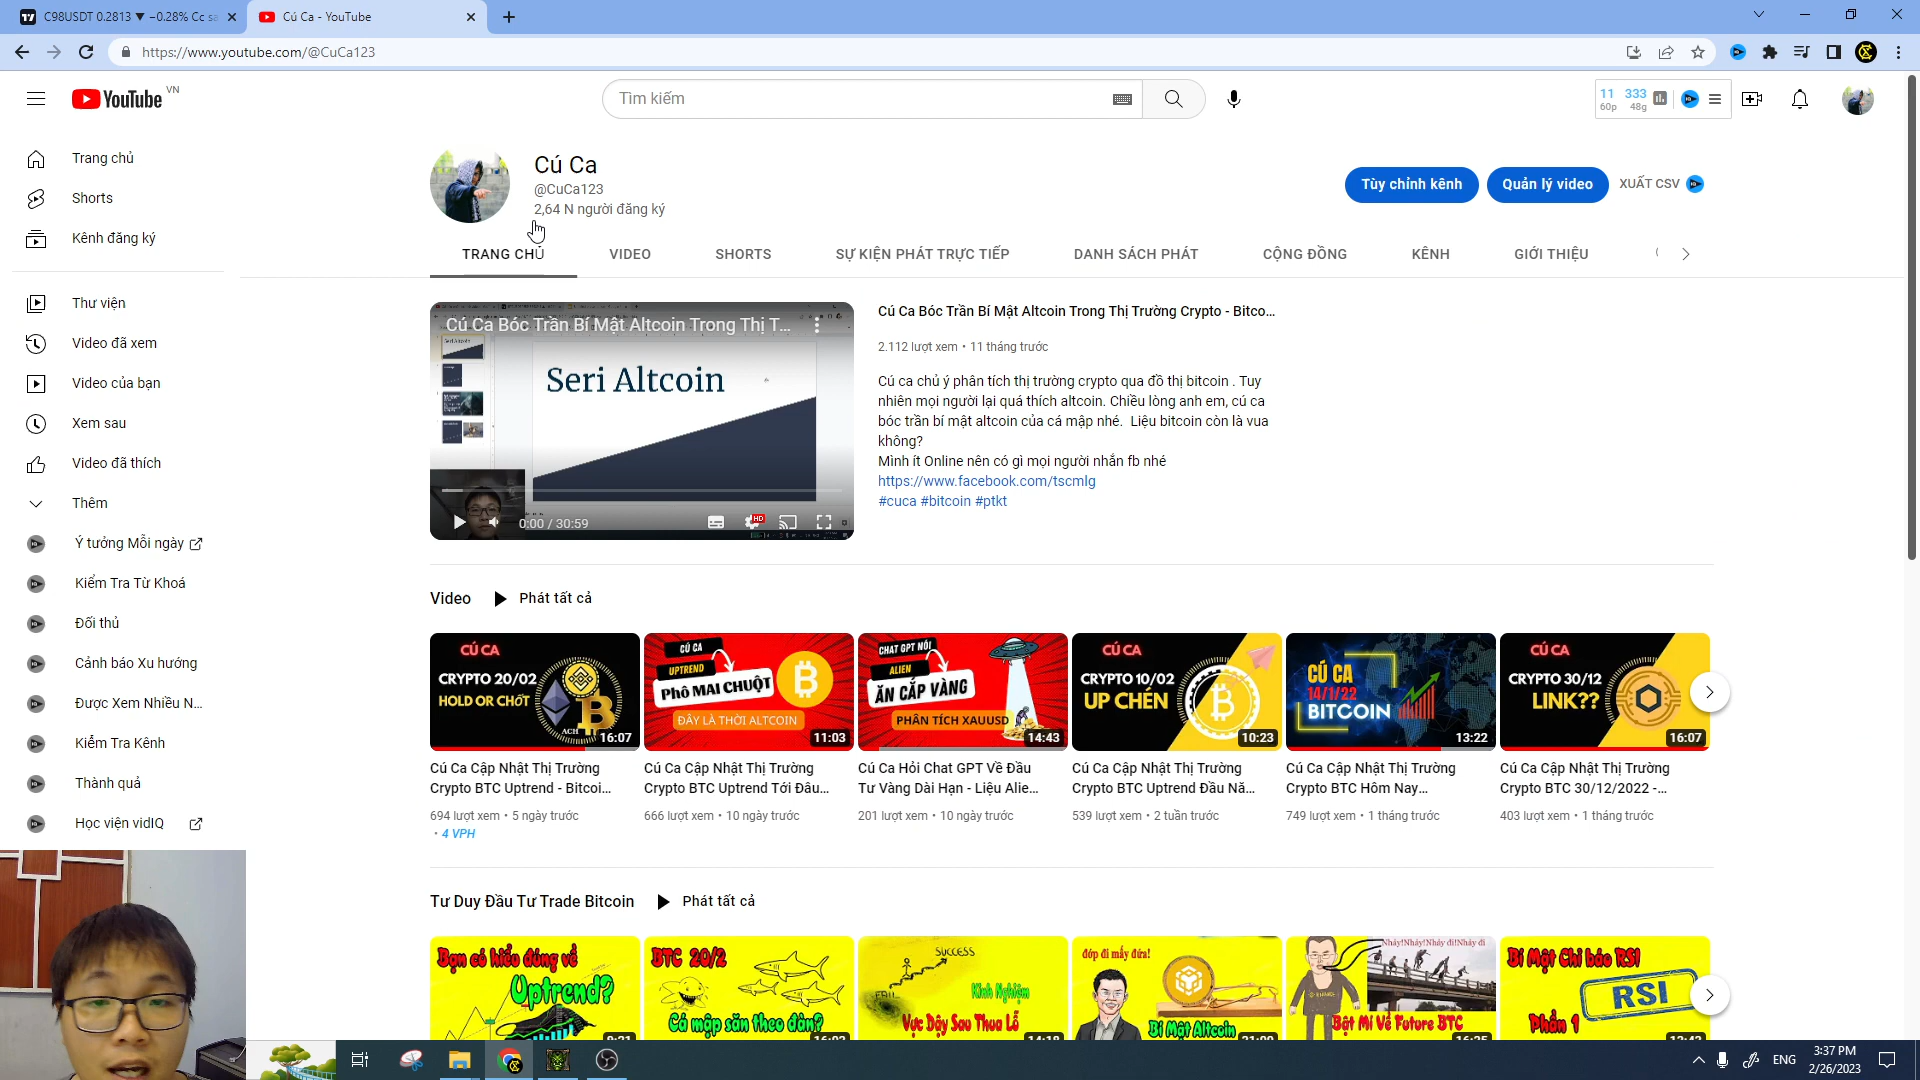 C98USDT 0.2813 ▼ −0.28% Cc
Cú Ca - YouTube
https://www.youtube.com/@CuCa123
YouTube VN
Tìm kiếm
11 333
60p 48g
Trang chủ
Shorts
Kênh đăng ký
Thư viện
Video đã xem
Video của bạn
Xem sau
Video đã thích
Thêm
Ý tưởng Mỗi ngày
Kiểm Tra Từ Khoá
Đối thủ
Cảnh báo Xu hướng
Được Xem Nhiều N...
Kiểm Tra Kênh
Thành quả
Học viện vidIQ
Cú Ca
@CuCa123
2,64 N người đăng ký
Tùy chỉnh kênh
Quản lý video
XUẤT CSV
TRANG CHỦ
VIDEO
SHORTS
SỰ KIỆN PHÁT TRỰC TIẾP
DANH SÁCH PHÁT
CỘNG ĐỒNG
KÊNH
GIỚI THIỆU
Cú Ca Bóc Trần Bí Mật Altcoin Trong Thị T...
Seri Altcoin
0:00 / 30:59
HD
Cú Ca Bóc Trần Bí Mật Altcoin Trong Thị Trường Crypto - Bitco...
2.112 lượt xem • 11 tháng trước
Cú ca chủ ý phân tích thị trường crypto qua đồ thị bitcoin . Tuy
nhiên mọi người lại quá thích altcoin. Chiều lòng anh em, cú ca
bóc trần bí mật altcoin của cá mập nhé. Liệu bitcoin còn là vua
không?
Mình ít Online nên có gì mọi người nhắn fb nhé
https://www.facebook.com/tscmlg
#cuca #bitcoin #ptkt
Video
Phát tất cả
CÚ CA
CRYPTO 20/02
HOLD OR CHỐT
ACH
16:07
CÚ CA
UPTREND
PHÔ MAI CHUỘT
ĐÂY LÀ THỜI ALTCOIN
11:03
CHAT GPT NÓI
ALIEN
ĂN CẮP VÀNG
PHÂN TÍCH XAUUSD
14:43
CÚ CA
CRYPTO 10/02
UP CHÉN
10:23
CÚ CA
14/1/22
BITCOIN
13:22
CÚ CA
CRYPTO 30/12
LINK??
16:07
Cú Ca Cập Nhật Thị Trường
Crypto BTC Uptrend - Bitcoi...
694 lượt xem • 5 ngày trước
• 4 VPH
Cú Ca Cập Nhật Thị Trường
Crypto BTC Uptrend Tới Đâu...
666 lượt xem • 10 ngày trước
Cú Ca Hỏi Chat GPT Về Đầu
Tư Vàng Dài Hạn - Liệu Alie...
201 lượt xem • 10 ngày trước
Cú Ca Cập Nhật Thị Trường
Crypto BTC Uptrend Đầu Nă...
539 lượt xem • 2 tuần trước
Cú Ca Cập Nhật Thị Trường
Crypto BTC Hôm Nay...
749 lượt xem • 1 tháng trước
Cú Ca Cập Nhật Thị Trường
Crypto BTC 30/12/2022 -...
403 lượt xem • 1 tháng trước
Tư Duy Đầu Tư Trade Bitcoin
Phát tất cả
Bạn có hiểu đúng về
Uptrend?
BTC 20/2
Cá mập săn theo đàn?
SUCCESS
FAIL
Kinh Nghiệm
Vực Dậy Sau Thua Lỗ
đớp đi mấy đứa!
Bí Mật Altcoin
Nhảy!Nhảy!Nhảy đi!Nhảy đi
Bật Mí Về Future BTC
Bí Mật Chỉ báo RSI
RSI
Phần 1
ENG
3:37 PM
2/26/2023